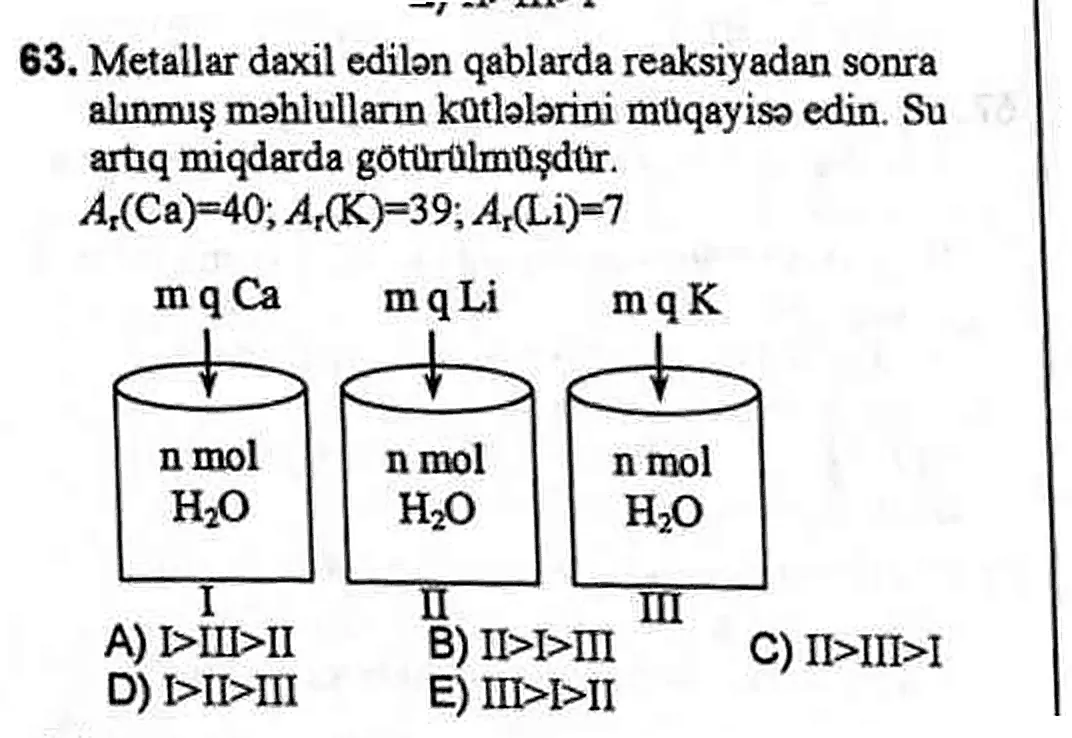 63. Metallar daxil edilən qablarda reaksiyadan sonra
alınmış məhlulların kütlələrini müqayisə edin. Su
artıq miqdarda götürülmüşdür.
Aᵣ(Ca)=40; Aᵣ(K)=39; Aᵣ(Li)=7
m q Ca m q Li m q K
n mol n mol n mol
H₂O H₂O H₂O
I II III
A) I>III>II B) II>I>III C) II>III>I
D) I>II>III E) III>I>II